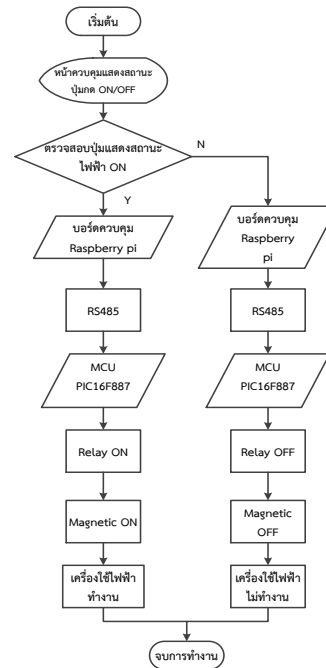 เริ่มต้น
หน้าควบคุมแสดงสถานะ
ปุ่มกด ON/OFF
ตรวจสอบปุ่มแสดงสถานะ
ไฟฟ้า ON
N
Y
บอร์ดควบคุม
Raspberry pi
RS485
MCU
PIC16F887
Relay ON
Magnetic ON
เครื่องใช้ไฟฟ้า
ทำงาน
บอร์ดควบคุม
Raspberry
pi
RS485
MCU
PIC16F887
Relay OFF
Magnetic
OFF
เครื่องใช้ไฟฟ้า
ไม่ทำงาน
จบการทำงาน